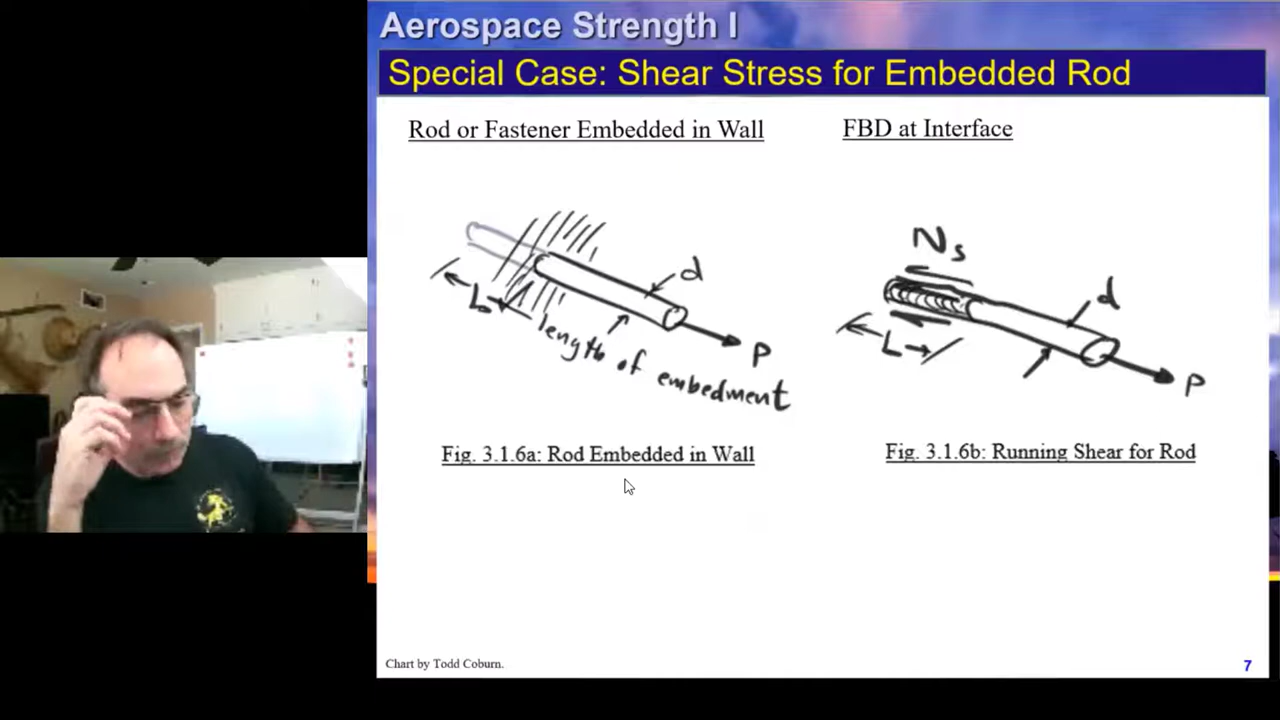 Aerospace Strength I
Special Case: Shear Stress for Embedded Rod
Rod or Fastener Embedded in Wall
FBD at Interface
d
L
length of embedment
P
Ns
d
L
P
Fig. 3.1.6a: Rod Embedded in Wall
Fig. 3.1.6b: Running Shear for Rod
Chart by Todd Coburn.
7